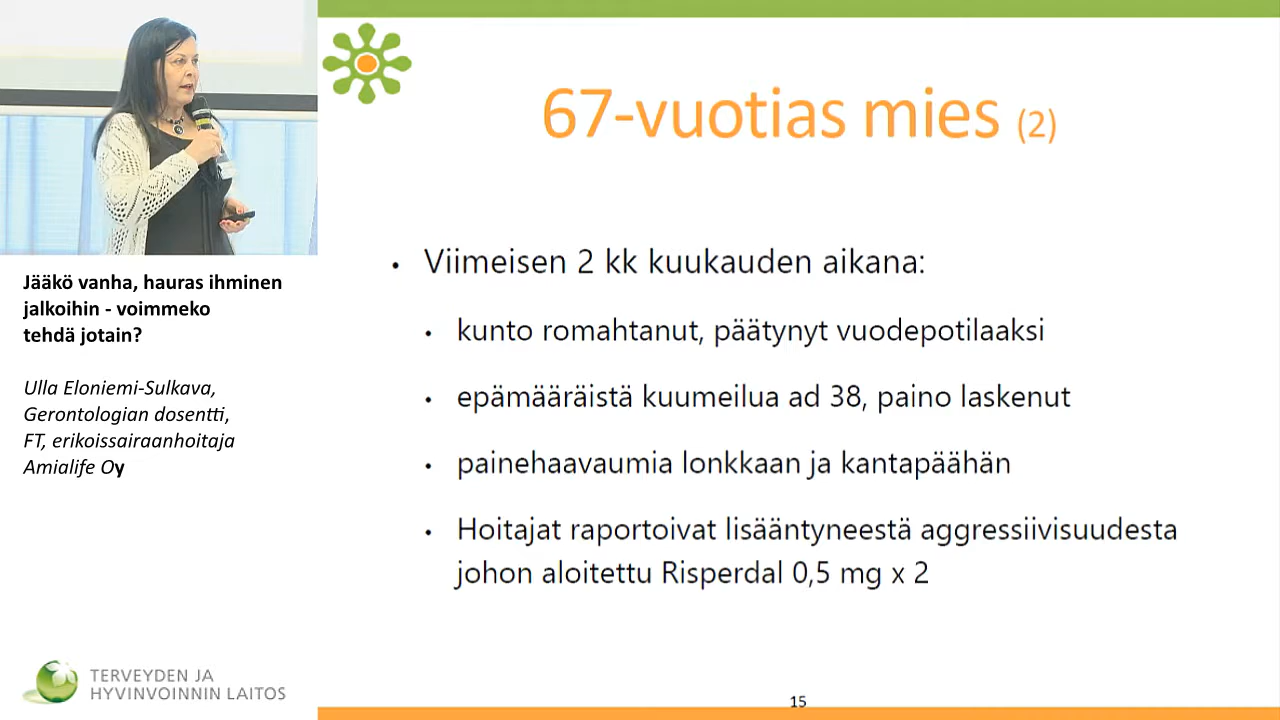 67-vuotias mies (2)
• Viimeisen 2 kk kuukauden aikana:
• kunto romahtanut, päätynyt vuodepotilaaksi
• epämääräistä kuumeilua ad 38, paino laskenut
• painehaavaumia lonkkaan ja kantapäähän
• Hoitajat raportoivat lisääntyneestä aggressiivisuudesta
johon aloitettu Risperdal 0,5 mg x 2
15
Jääkö vanha, hauras ihminen
jalkoihin - voimmeko
tehdä jotain?
Ulla Eloniemi-Sulkava,
Gerontologian dosentti,
FT, erikoissairaanhoitaja
Amialife Oy
TERVEYDEN JA
HYVINVOINNIN LAITOS